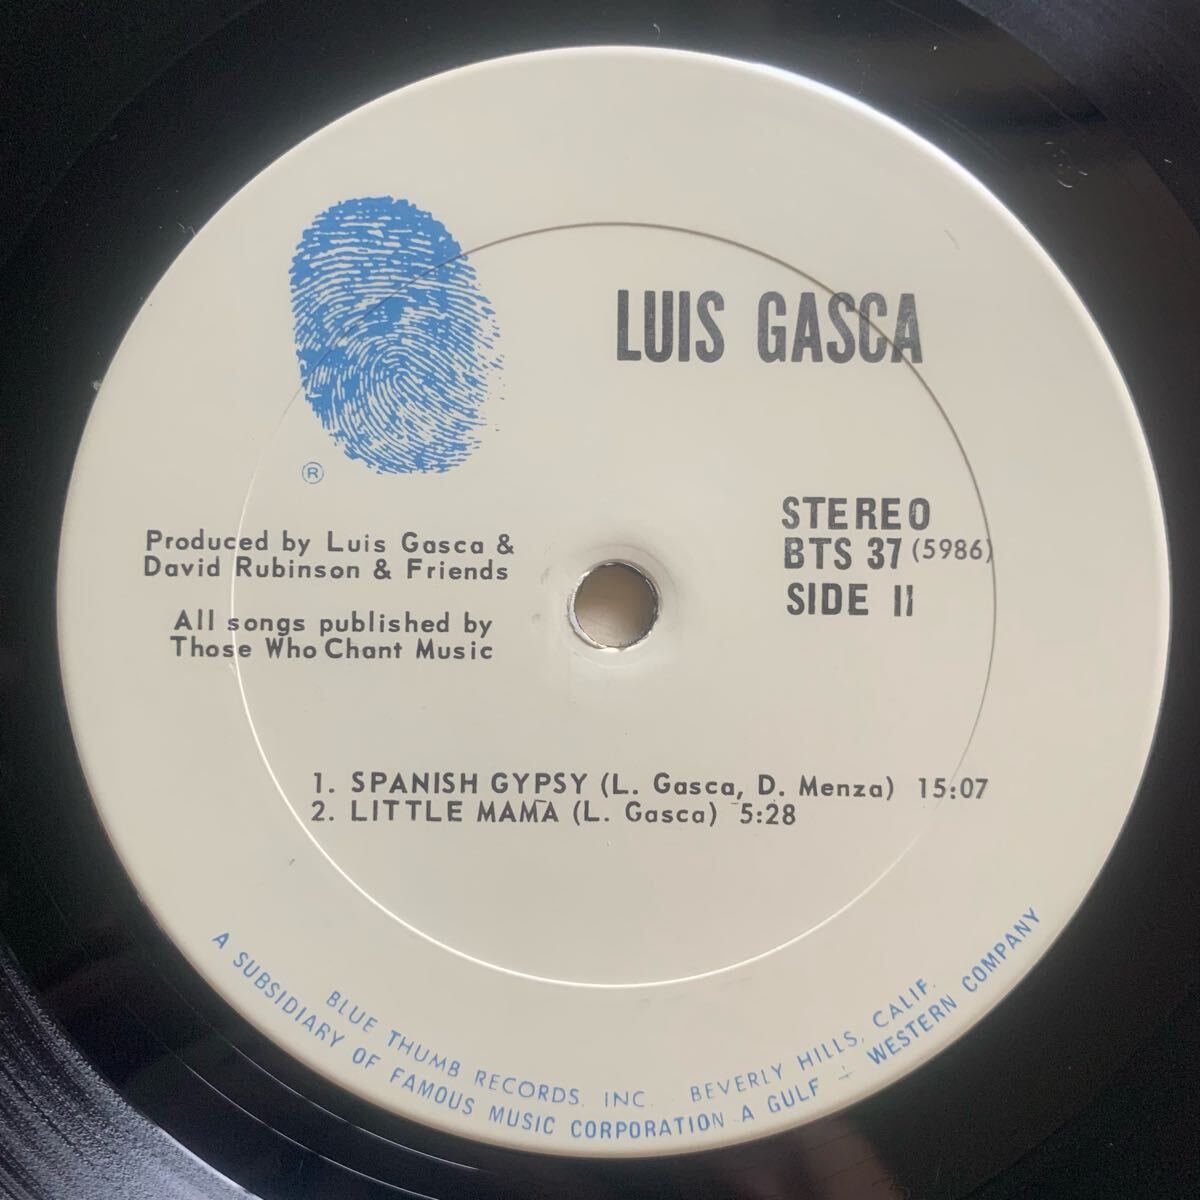 LUIS GASCA
®
STEREO
BTS 37 (5986)
SIDE II
Produced by Luis Gasca &
David Rubinson & Friends
All songs published by
Those Who Chant Music
1. SPANISH GYPSY (L. Gasca, D. Menza) 15:07
2. LITTLE MAMA (L. Gasca) 5:28
BLUE THUMB RECORDS, INC. BEVERLY HILLS, CALIF.
A SUBSIDIARY OF FAMOUS MUSIC CORPORATION A GULF + WESTERN COMPANY